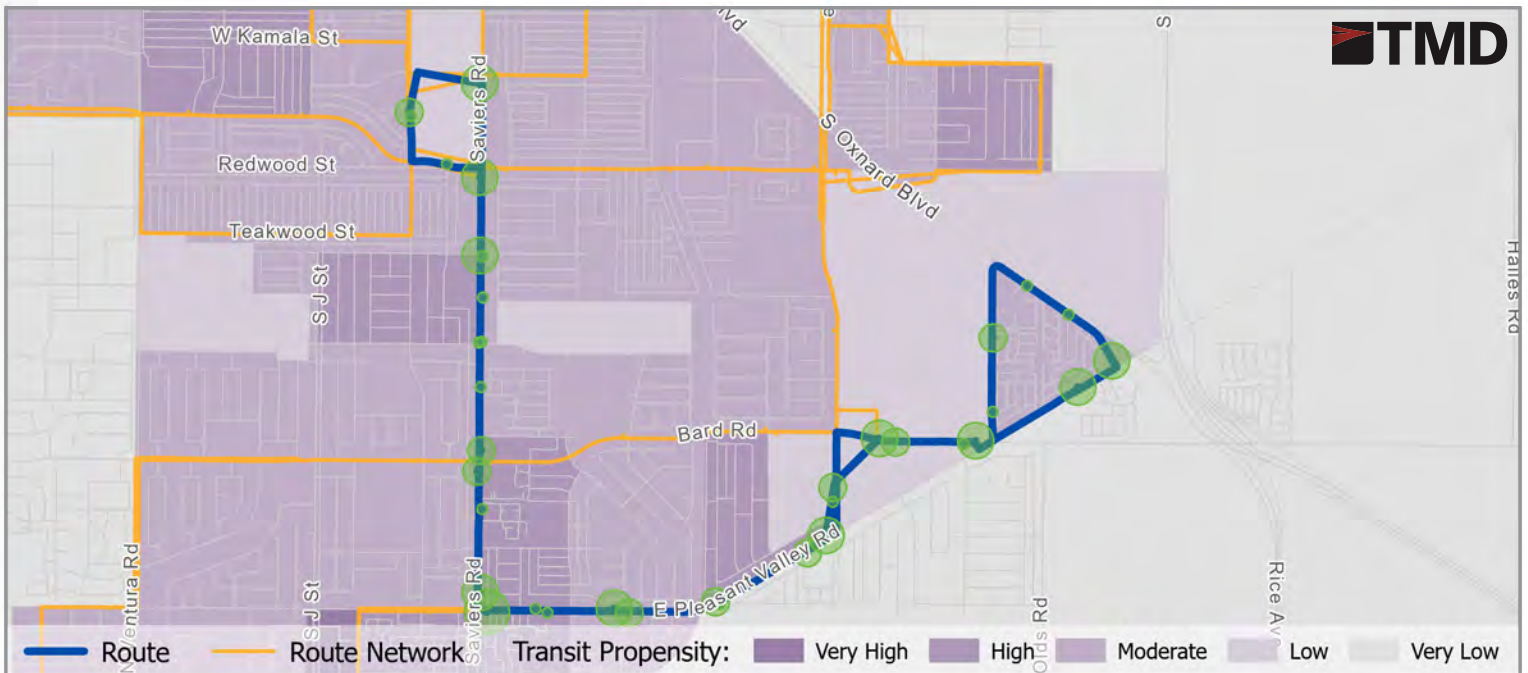 lvd
e
S
TMD
W Kamala St
Saviers Rd
S Oxnard Blvd
Redwood St
Teakwood St
S J St
Hailes Rd
Bard Rd
N Ventura Rd
S J St
Saviers Rd
E Pleasant Valley Rd
Olds Rd
Rice Av
Route
Route Network
Transit Propensity:
Very High
High
Moderate
Low
Very Low